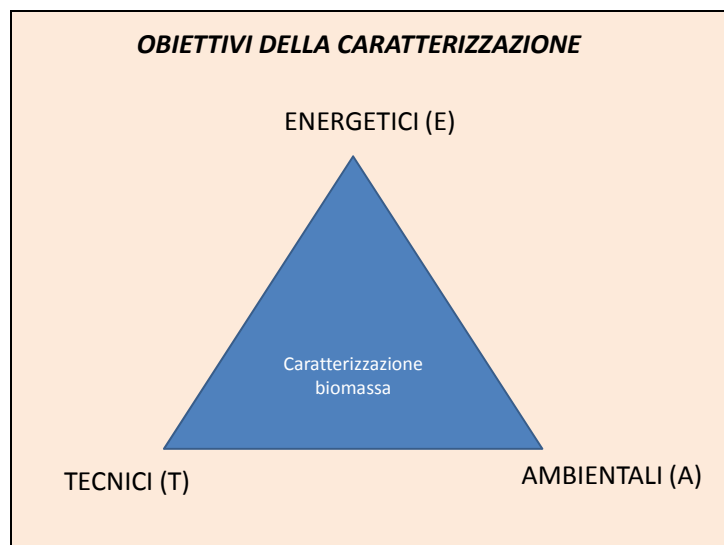 OBIETTIVI DELLA CARATTERIZZAZIONE
ENERGETICI (E)
Caratterizzazione
biomassa
TECNICI (T)
AMBIENTALI (A)